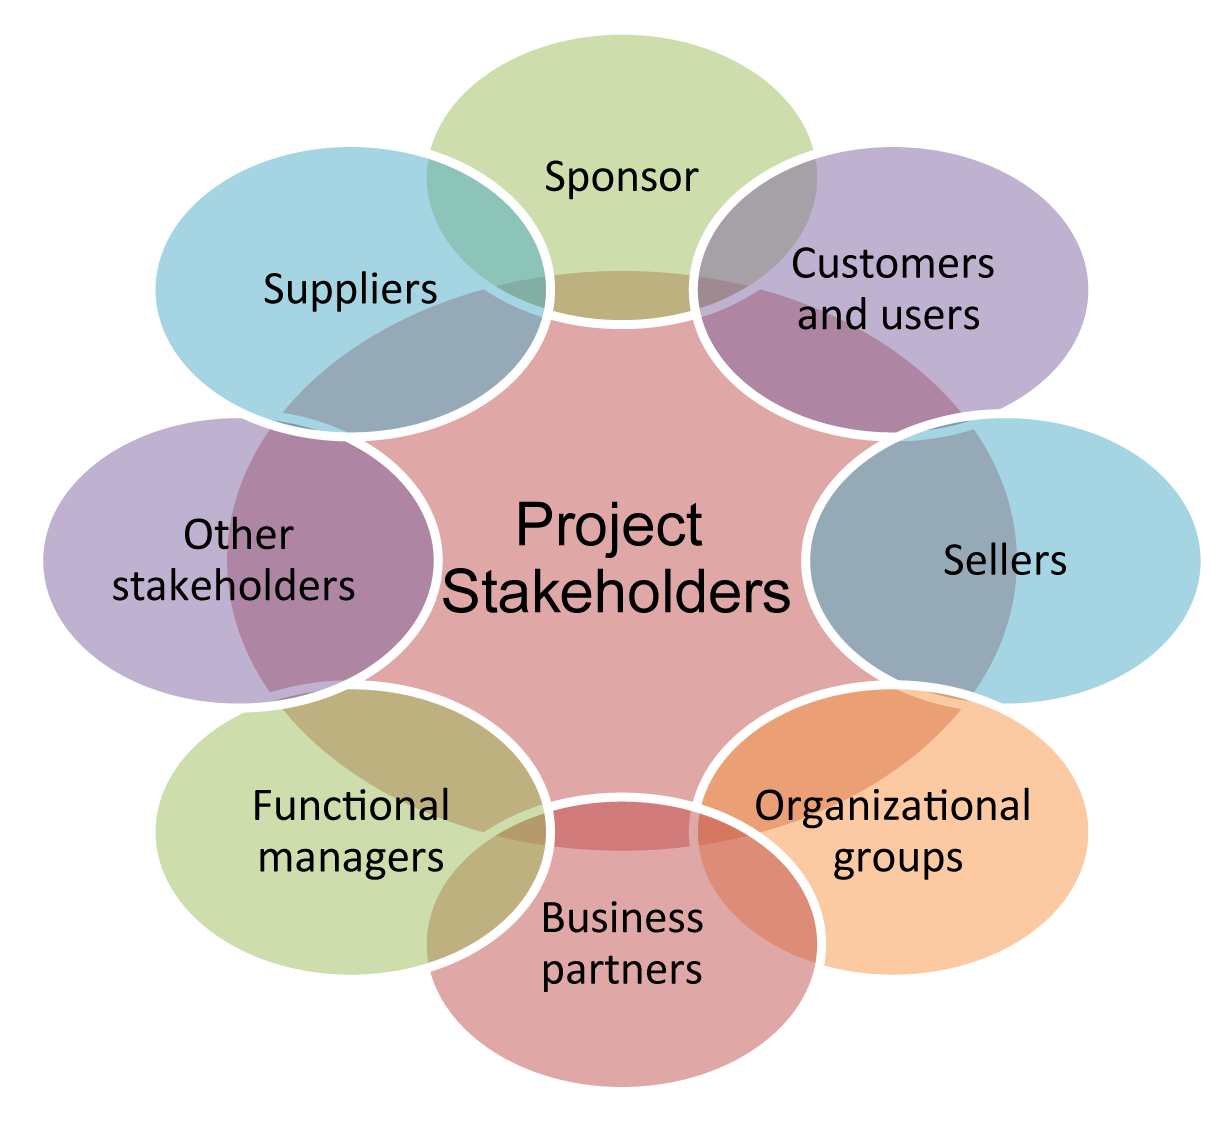 Sponsor
Customers
and users
Suppliers
Other
stakeholders
Project
Stakeholders
Sellers
Functional
managers
Organizational
groups
Business
partners